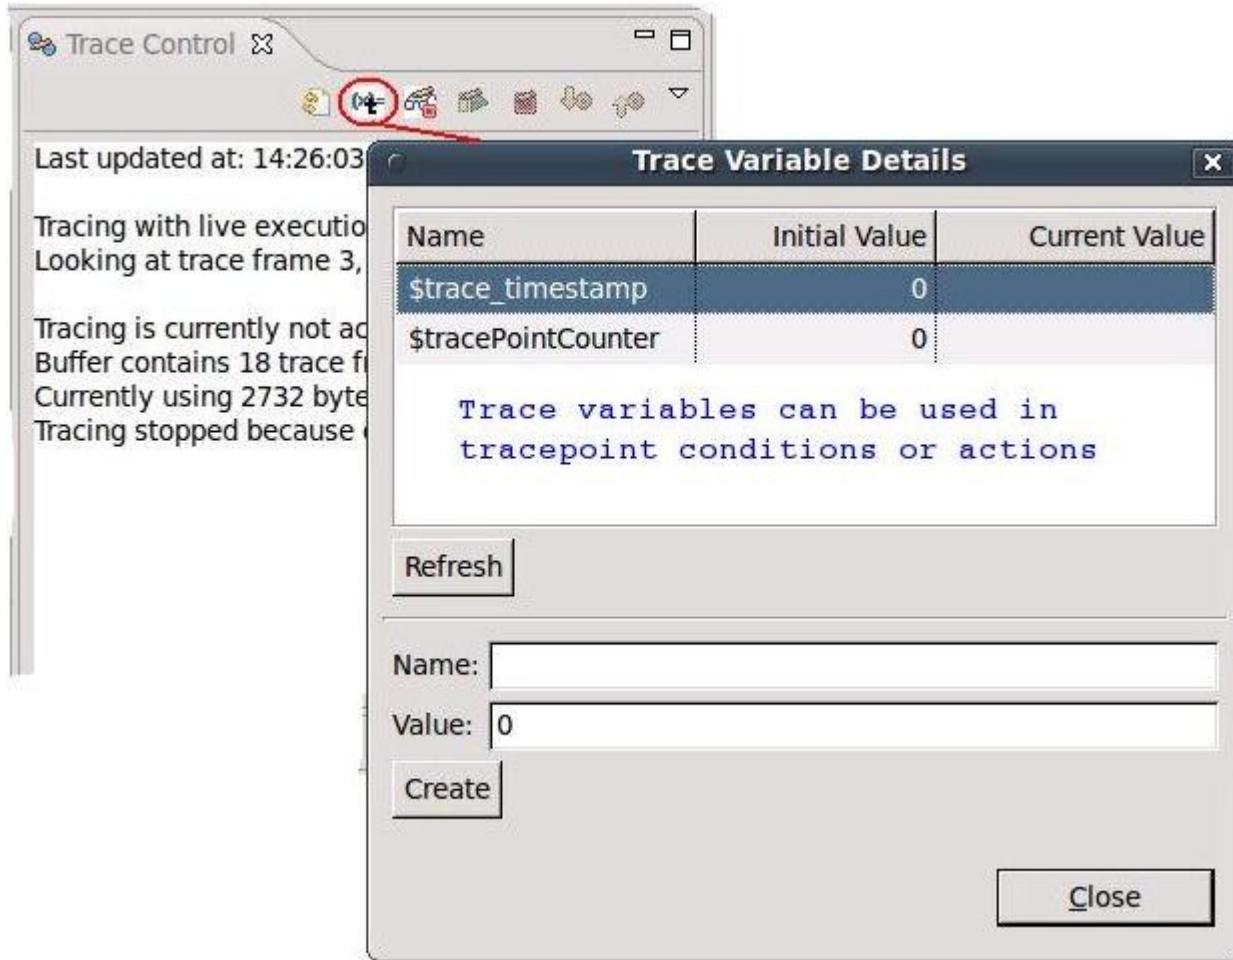 Trace Control
Last updated at: 14:26:03
Tracing with live executio
Looking at trace frame 3,
Tracing is currently not ac
Buffer contains 18 trace f
Currently using 2732 byte
Tracing stopped because
Trace Variable Details
Name Initial Value Current Value
$trace_timestamp 0
$tracePointCounter 0
Trace variables can be used in
tracepoint conditions or actions
Refresh
Name:
Value: 0
Create
Close